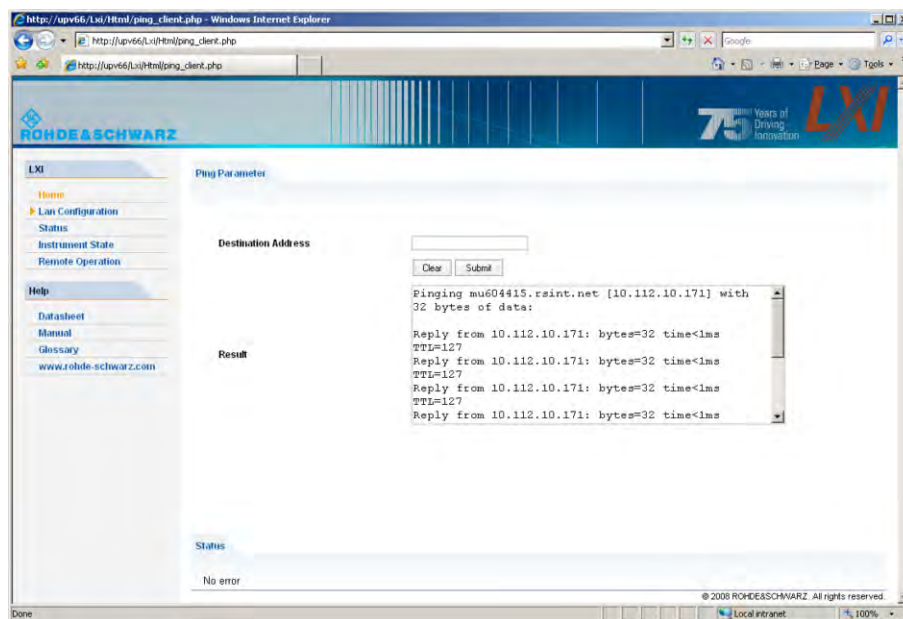 http://upv66/Lxi/Html/ping_client.php - Windows Internet Explorer
http://upv66/Lxi/Html/ping_client.php
Google
http://upv66/Lxi/Html/ping_client.php
Page
Tools
ROHDE&SCHWARZ
75 Years of
Driving
Innovation
LXI
LXI
Home
Lan Configuration
Status
Instrument State
Remote Operation
Help
Datasheet
Manual
Glossary
www.rohde-schwarz.com
Ping Parameter
Destination Address
Clear
Submit
Result
Pinging mu604415.rsint.net [10.112.10.171] with
32 bytes of data:
Reply from 10.112.10.171: bytes=32 time<1ms
TTL=127
Reply from 10.112.10.171: bytes=32 time<1ms
TTL=127
Reply from 10.112.10.171: bytes=32 time<1ms
TTL=127
Reply from 10.112.10.171: bytes=32 time<1ms
Status
No error
© 2008 ROHDE&SCHWARZ. All rights reserved.
Done
Local intranet
100%